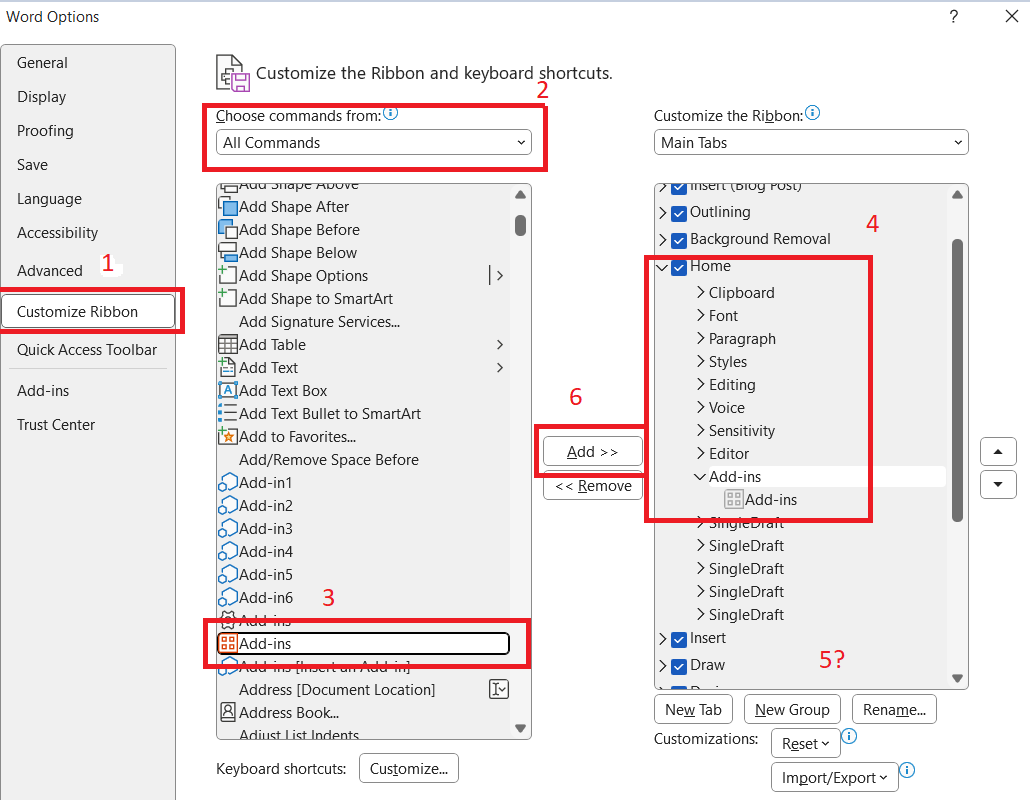 Word Options
?
General
Display
Proofing
Save
Language
Accessibility
Advanced
1
Customize Ribbon
Quick Access Toolbar
Add-ins
Trust Center
Customize the Ribbon and keyboard shortcuts.
2
Choose commands from:
All Commands
Add Shape Above
Add Shape After
Add Shape Before
Add Shape Below
Add Shape Options
Add Shape to SmartArt
Add Signature Services...
Add Table
Add Text
Add Text Box
Add Text Bullet to SmartArt
Add to Favorites...
Add/Remove Space Before
Add-in1
Add-in2
Add-in3
Add-in4
Add-in5
Add-in6
3
Add-ins
Add-ins
Add-ins [Insert an Add-in]
Address [Document Location]
Address Book...
Adjust List Indents
Keyboard shortcuts:
Customize...
6
Add >>
<< Remove
Customize the Ribbon:
Main Tabs
Insert (Blog Post)
Outlining
4
Background Removal
Home
Clipboard
Font
Paragraph
Styles
Editing
Voice
Sensitivity
Editor
Add-ins
Add-ins
SingleDraft
SingleDraft
SingleDraft
SingleDraft
SingleDraft
Insert
Draw
5?
New Tab
New Group
Rename...
Customizations:
Reset
Import/Export